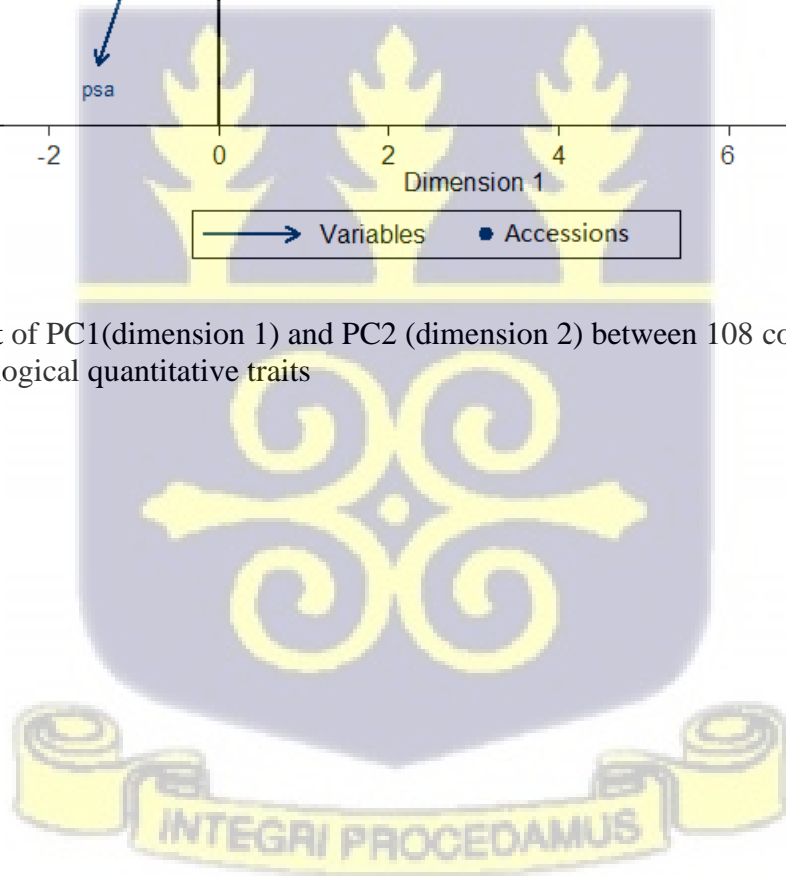 psa
-2 0 2 4 6
Dimension 1
Variables Accessions
of PC1(dimension 1) and PC2 (dimension 2) between 108 co
logical quantitative traits
INTEGRI PROCEDAMUS